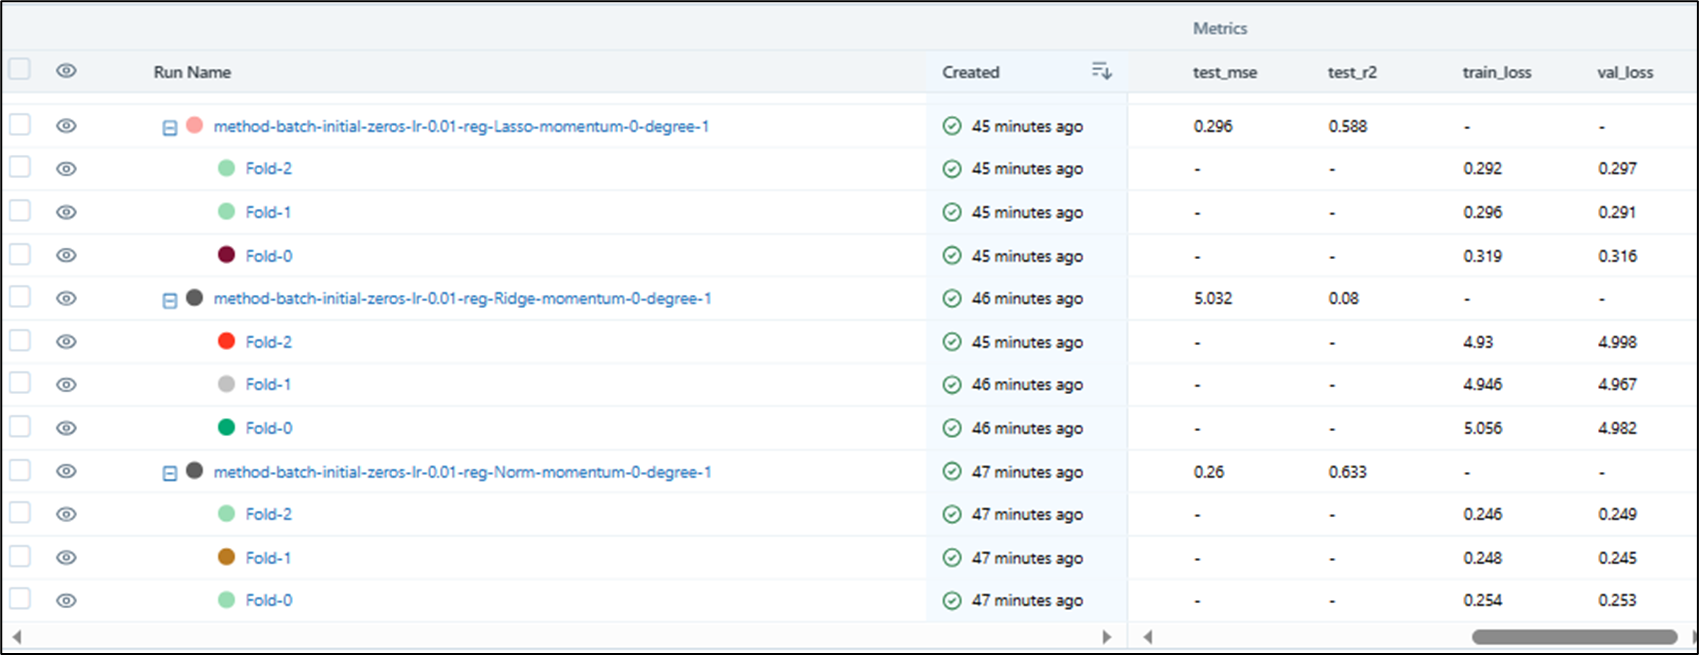 Metrics
Run Name Created test_mse test_r2 train_loss val_loss
method-batch-initial-zeros-lr-0.01-reg-Lasso-momentum-0-degree-1 45 minutes ago 0.296 0.588 - -
Fold-2 45 minutes ago - - 0.292 0.297
Fold-1 45 minutes ago - - 0.296 0.291
Fold-0 45 minutes ago - - 0.319 0.316
method-batch-initial-zeros-lr-0.01-reg-Ridge-momentum-0-degree-1 46 minutes ago 5.032 0.08 - -
Fold-2 45 minutes ago - - 4.93 4.998
Fold-1 46 minutes ago - - 4.946 4.967
Fold-0 46 minutes ago - - 5.056 4.982
method-batch-initial-zeros-lr-0.01-reg-Norm-momentum-0-degree-1 47 minutes ago 0.26 0.633 - -
Fold-2 47 minutes ago - - 0.246 0.249
Fold-1 47 minutes ago - - 0.248 0.245
Fold-0 47 minutes ago - - 0.254 0.253